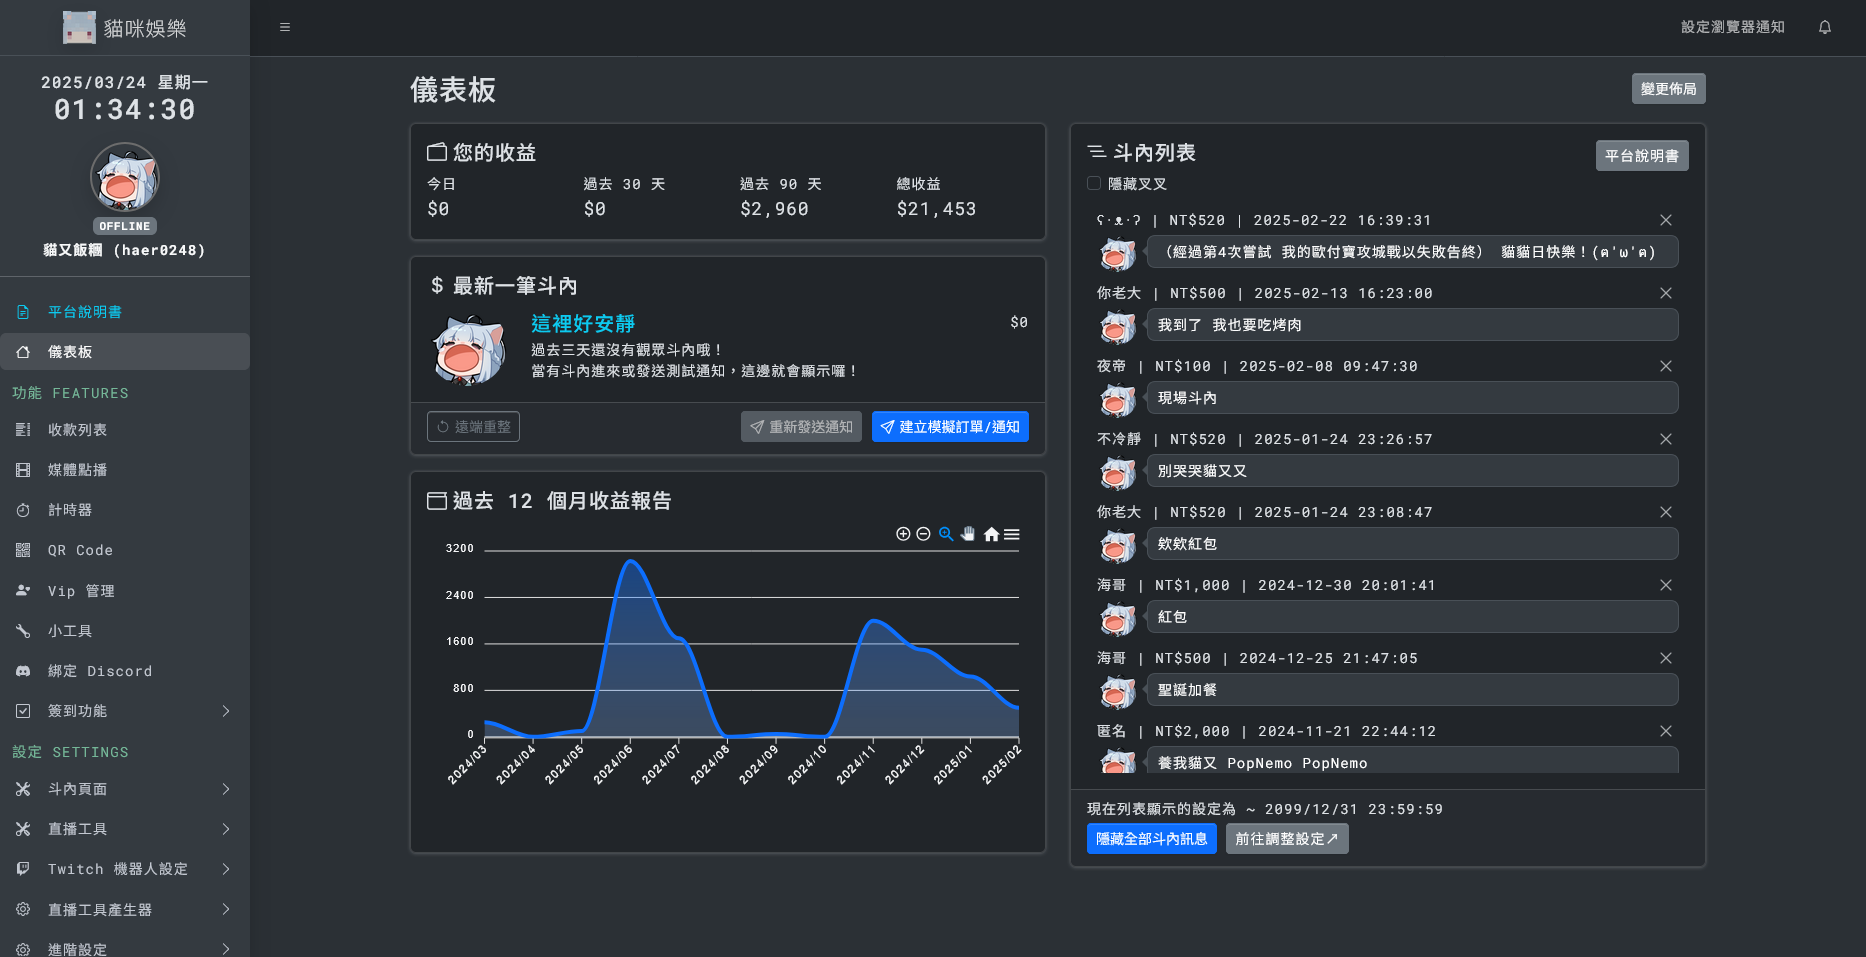 貓咪娛樂
2025/03/24 星期一
01:34:30
OFFLINE
貓又飯糰 (haer0248)
平台說明書
儀表板
功能 FEATURES
收款列表
媒體點播
計時器
QR Code
Vip 管理
小工具
綁定 Discord
簽到功能
設定 SETTINGS
斗內頁面
直播工具
Twitch 機器人設定
直播工具產生器
進階設定
設定瀏覽器通知
儀表板
變更佈局
您的收益
今日
$0
過去 30 天
$0
過去 90 天
$2,960
總收益
$21,453
$ 最新一筆斗內
這裡好安靜
$0
過去三天還沒有觀眾斗內哦！
當有斗內進來或發送測試通知，這邊就會顯示囉！
遠端重整
重新發送通知
建立模擬訂單/通知
過去 12 個月收益報告
3200
2400
1600
800
0
2024/03
2024/04
2024/05
2024/06
2024/07
2024/08
2024/09
2024/10
2024/11
2024/12
2025/01
2025/02
斗內列表
平台說明書
隱藏叉叉
ʕ·ᴥ·ʔ | NT$520 | 2025-02-22 16:39:31
（經過第4次嘗試 我的歐付寶攻城戰以失敗告終） 貓貓日快樂！(ฅ'ω'ฅ)
你老大 | NT$500 | 2025-02-13 16:23:00
我到了 我也要吃烤肉
夜帝 | NT$100 | 2025-02-08 09:47:30
現場斗內
不冷靜 | NT$520 | 2025-01-24 23:26:57
別哭哭貓又又
你老大 | NT$520 | 2025-01-24 23:08:47
欸欸紅包
海哥 | NT$1,000 | 2024-12-30 20:01:41
紅包
海哥 | NT$500 | 2024-12-25 21:47:05
聖誕加餐
匿名 | NT$2,000 | 2024-11-21 22:44:12
養我貓又 PopNemo PopNemo
現在列表顯示的設定為 ~ 2099/12/31 23:59:59
隱藏全部斗內訊息
前往調整設定↗